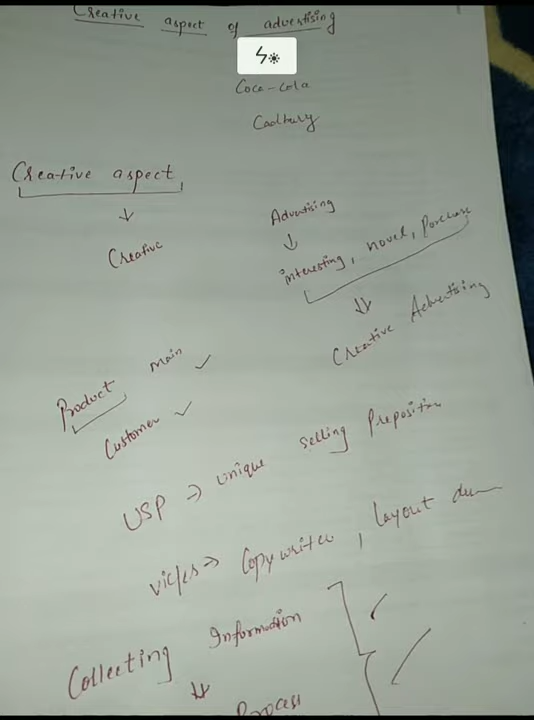 Creative aspect of advertising
Coca-cola
Cadbury
Creative aspect
Advertising
Creative
interesting, novel, Purchase
Creative Advertising
Product main ✓
Customer ✓
USP → unique selling Preposition
→ Copywriter, Layout
Collecting Information
Process